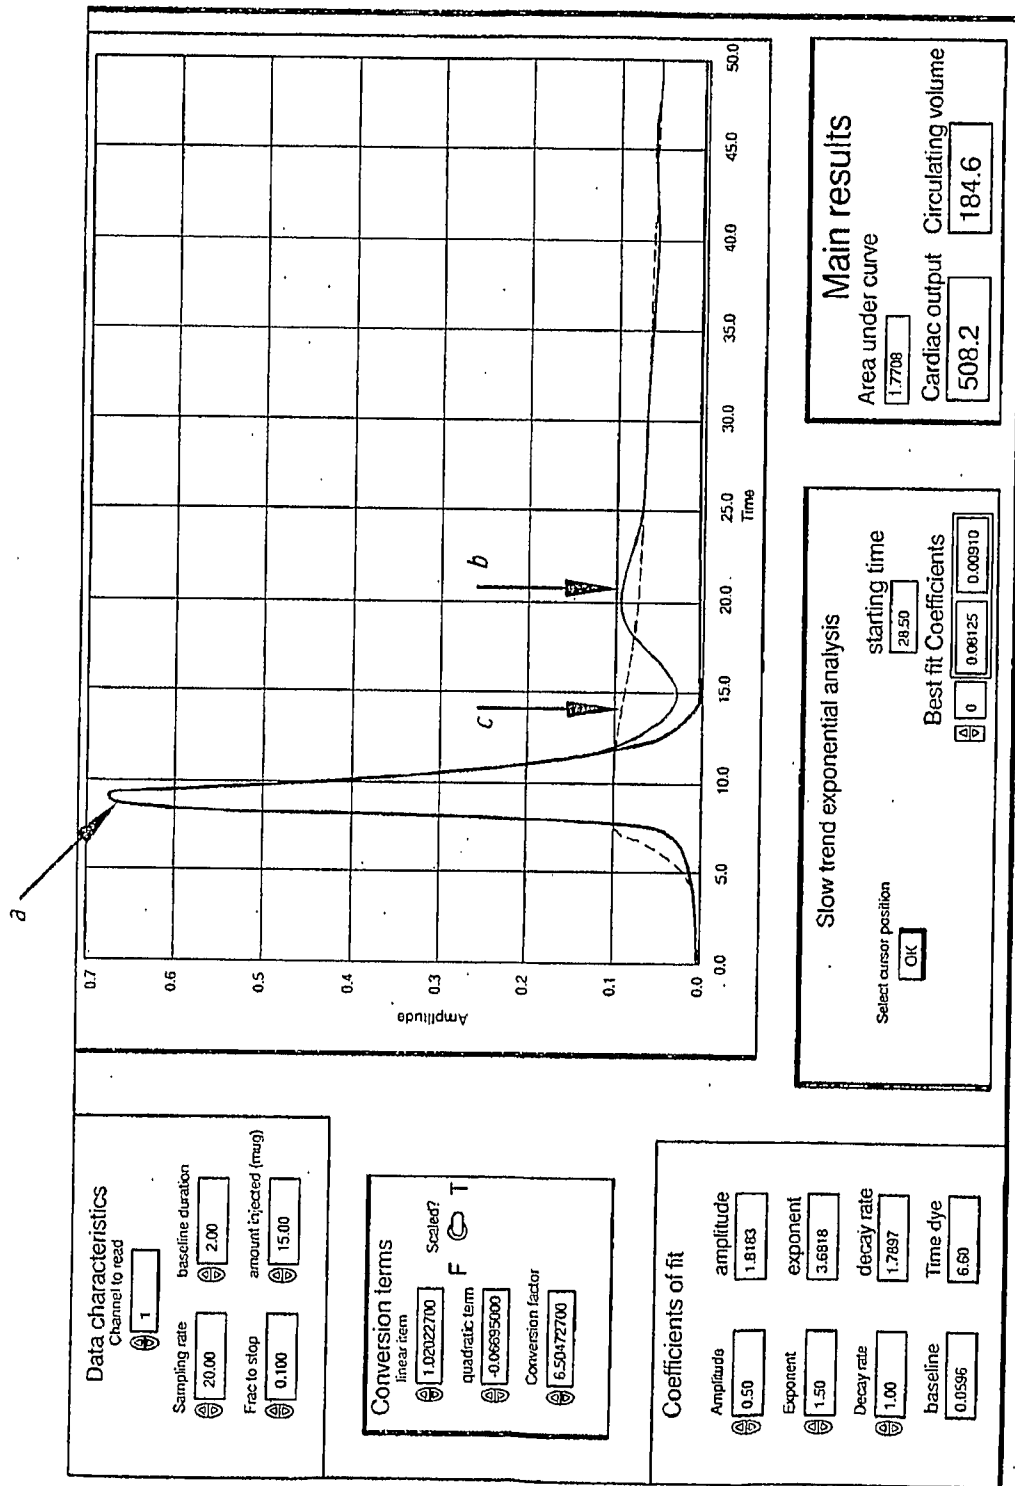 Data characteristics
Channel to read
1
Sampling rate
20.00
baseline duration
2.00
Frac to stop
0.100
amount injected (mug)
15.00
Conversion terms
linear item
1.02022700
Scaled?
F T
quadratic term
-0.06695000
Conversion factor
6.50472700
Coefficients of fit
Amplitude
0.50
amplitude
1.8183
Exponent
1.50
exponent
3.6818
Decay rate
1.00
decay rate
1.7897
baseline
0.0596
Time dye
6.60
a
b
c
Amplitude
0.7
0.6
0.5
0.4
0.3
0.2
0.1
0.0
0.0 5.0 10.0 15.0 20.0 25.0 30.0 35.0 40.0 45.0 50.0
Time
Slow trend exponential analysis
Select cursor position
OK
starting time
28.50
Best fit Coefficients
0 0.08125 0.00910
Main results
Area under curve
1.7708
Cardiac output Circulating volume
508.2 184.6